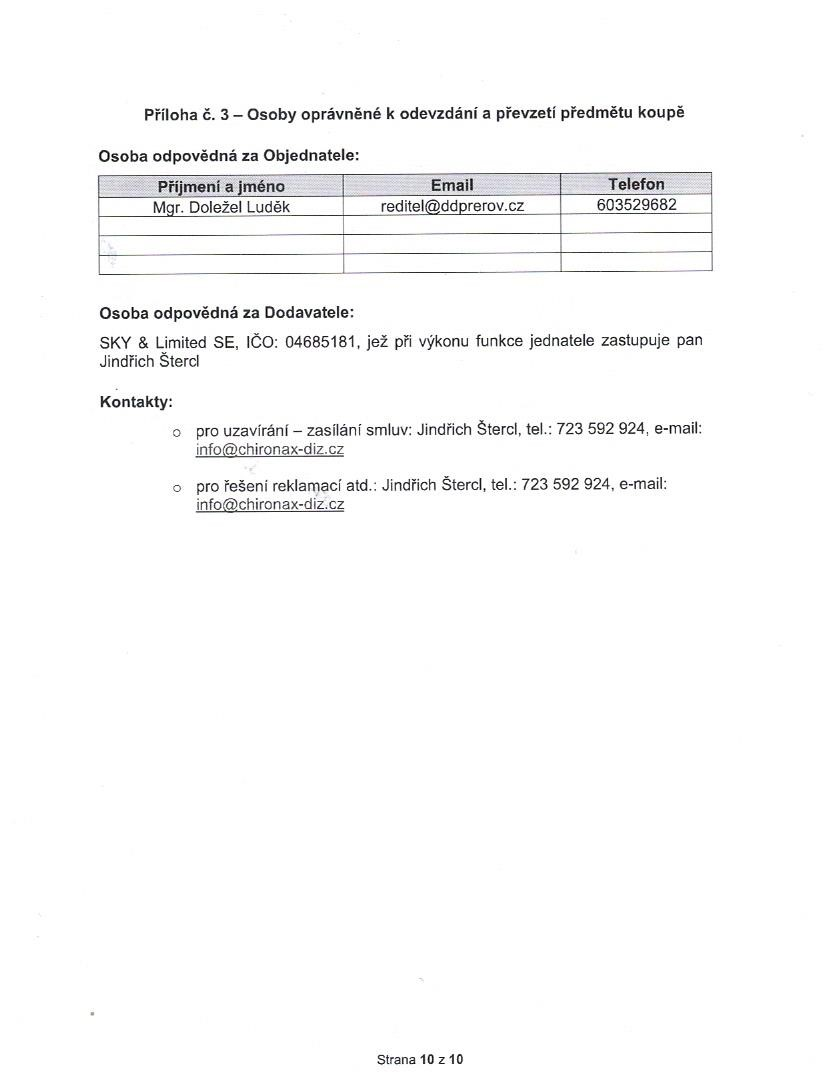 Příloha č. 3 – Osoby oprávněné k odevzdání a převzetí předmětu koupě
Osoba odpovědná za Objednatele:
Příjmení a jméno Email Telefon
Mgr. Doležel Luděk reditel@ddprerov.cz 603529682
Osoba odpovědná za Dodavatele:
SKY & Limited SE, IČO: 04685181, jež při výkonu funkce jednatele zastupuje pan
Jindřich Štercl
Kontakty:
o pro uzavírání – zasílání smluv: Jindřich Štercl, tel.: 723 592 924, e-mail:
info@chironax-diz.cz
o pro řešení reklamací atd.: Jindřich Štercl, tel.: 723 592 924, e-mail:
info@chironax-diz.cz
Strana 10 z 10